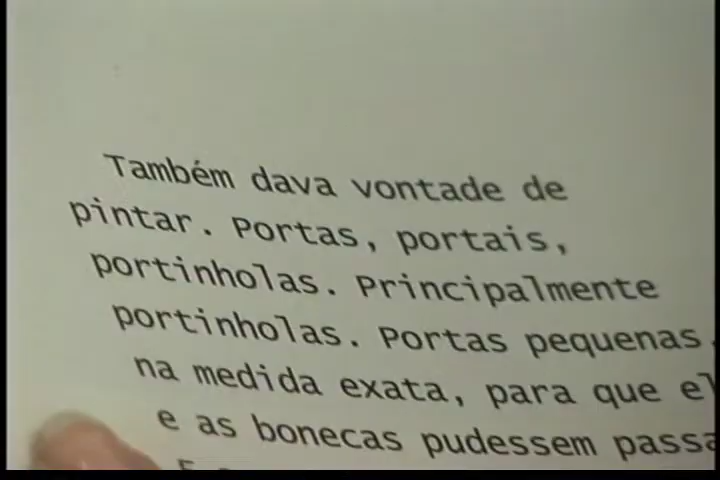 Também dava vontade de
pintar. Portas, portais,
portinholas. Principalmente
portinholas. Portas pequenas,
na medida exata, para que el
e as bonecas pudessem passa